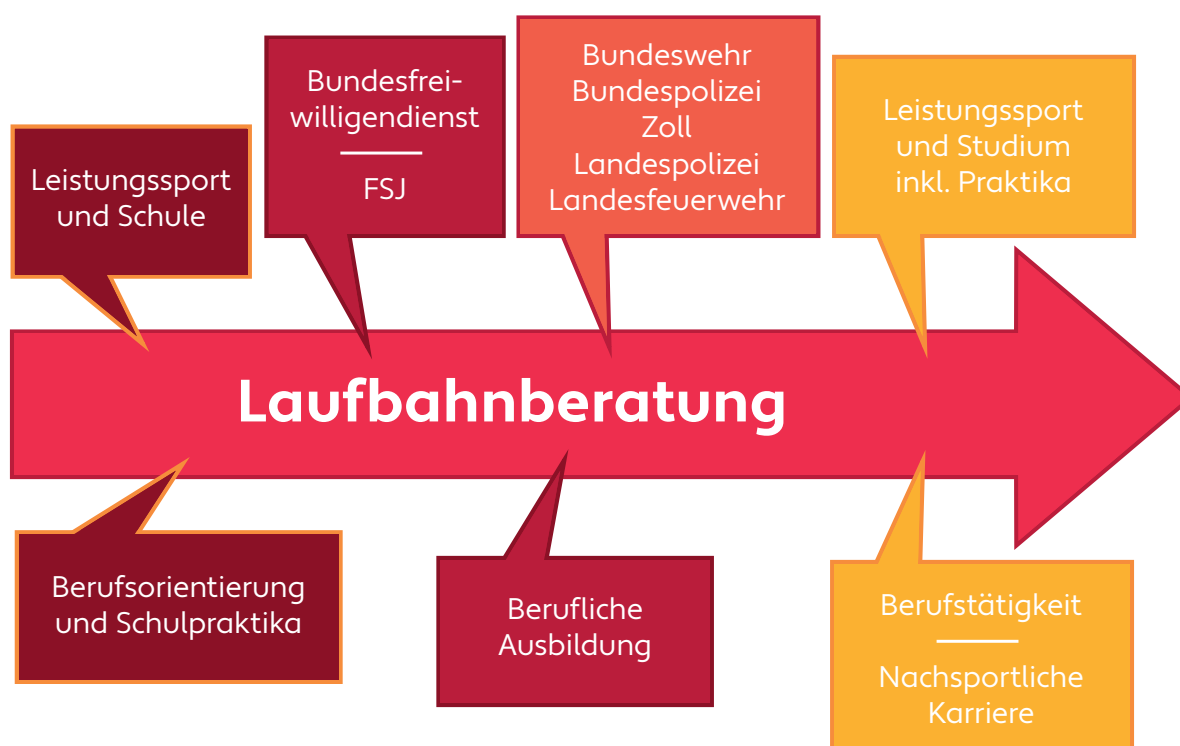 Leistungssport
und Schule
Bundesfrei-
willigendienst
FSJ
Bundeswehr
Bundespolizei
Zoll
Landespolizei
Landesfeuerwehr
Leistungssport
und Studium
inkl. Praktika
Laufbahnberatung
Berufsorientierung
und Schulpraktika
Berufliche
Ausbildung
Berufstätigkeit
Nachsportliche
Karriere